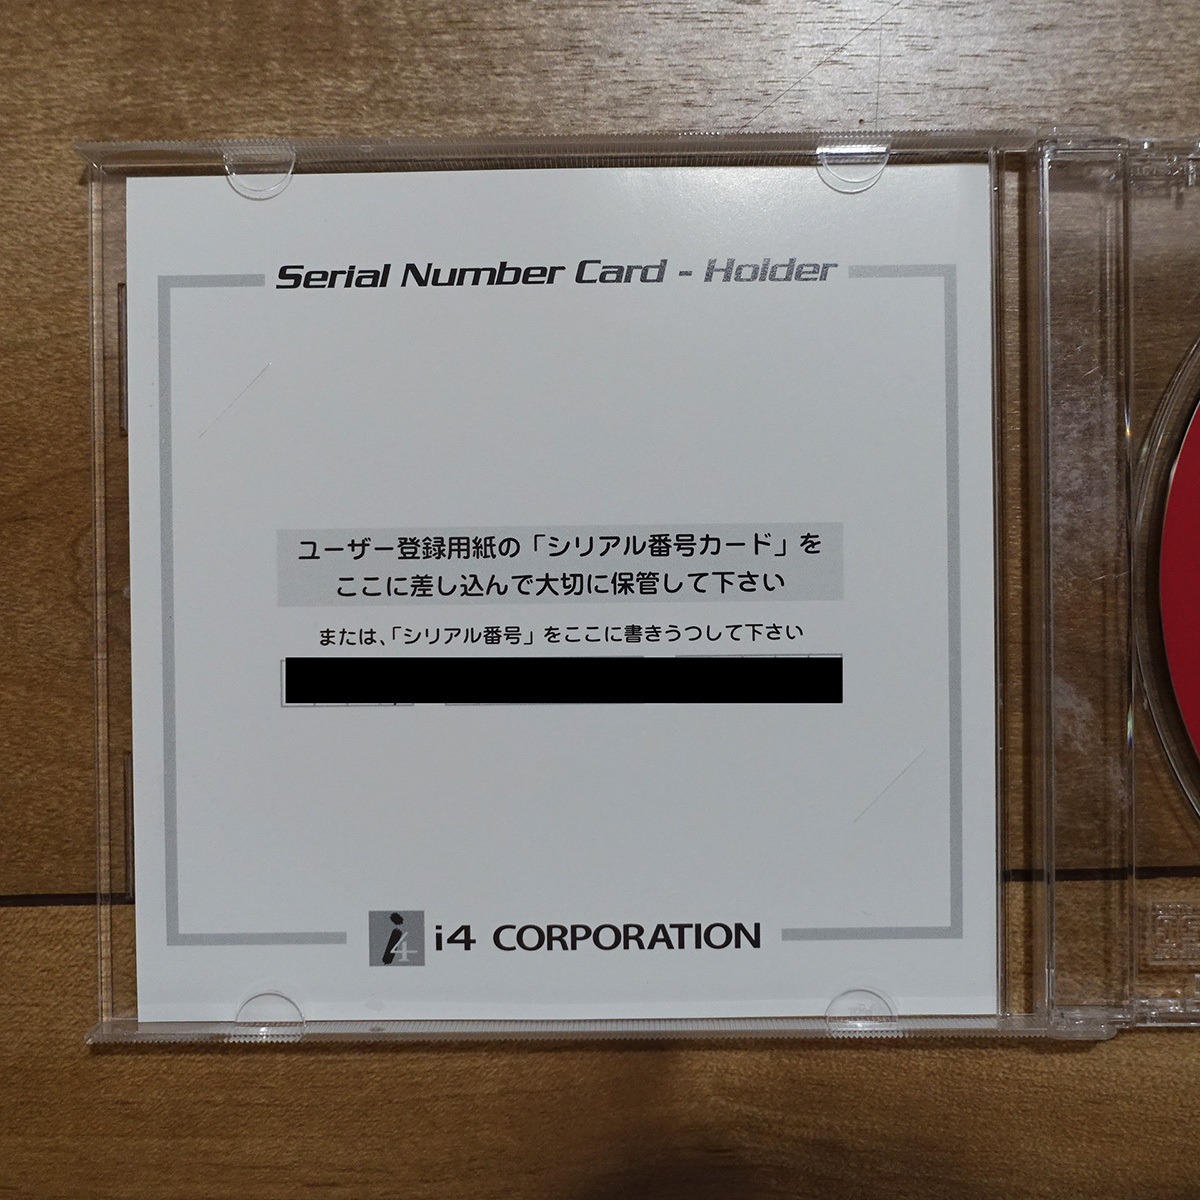 Serial Number Card - Holder
ユーザー登録用紙の「シリアル番号カード」を
ここに差し込んで大切に保管して下さい
または、「シリアル番号」をここに書きうつして下さい
i4 i4 CORPORATION